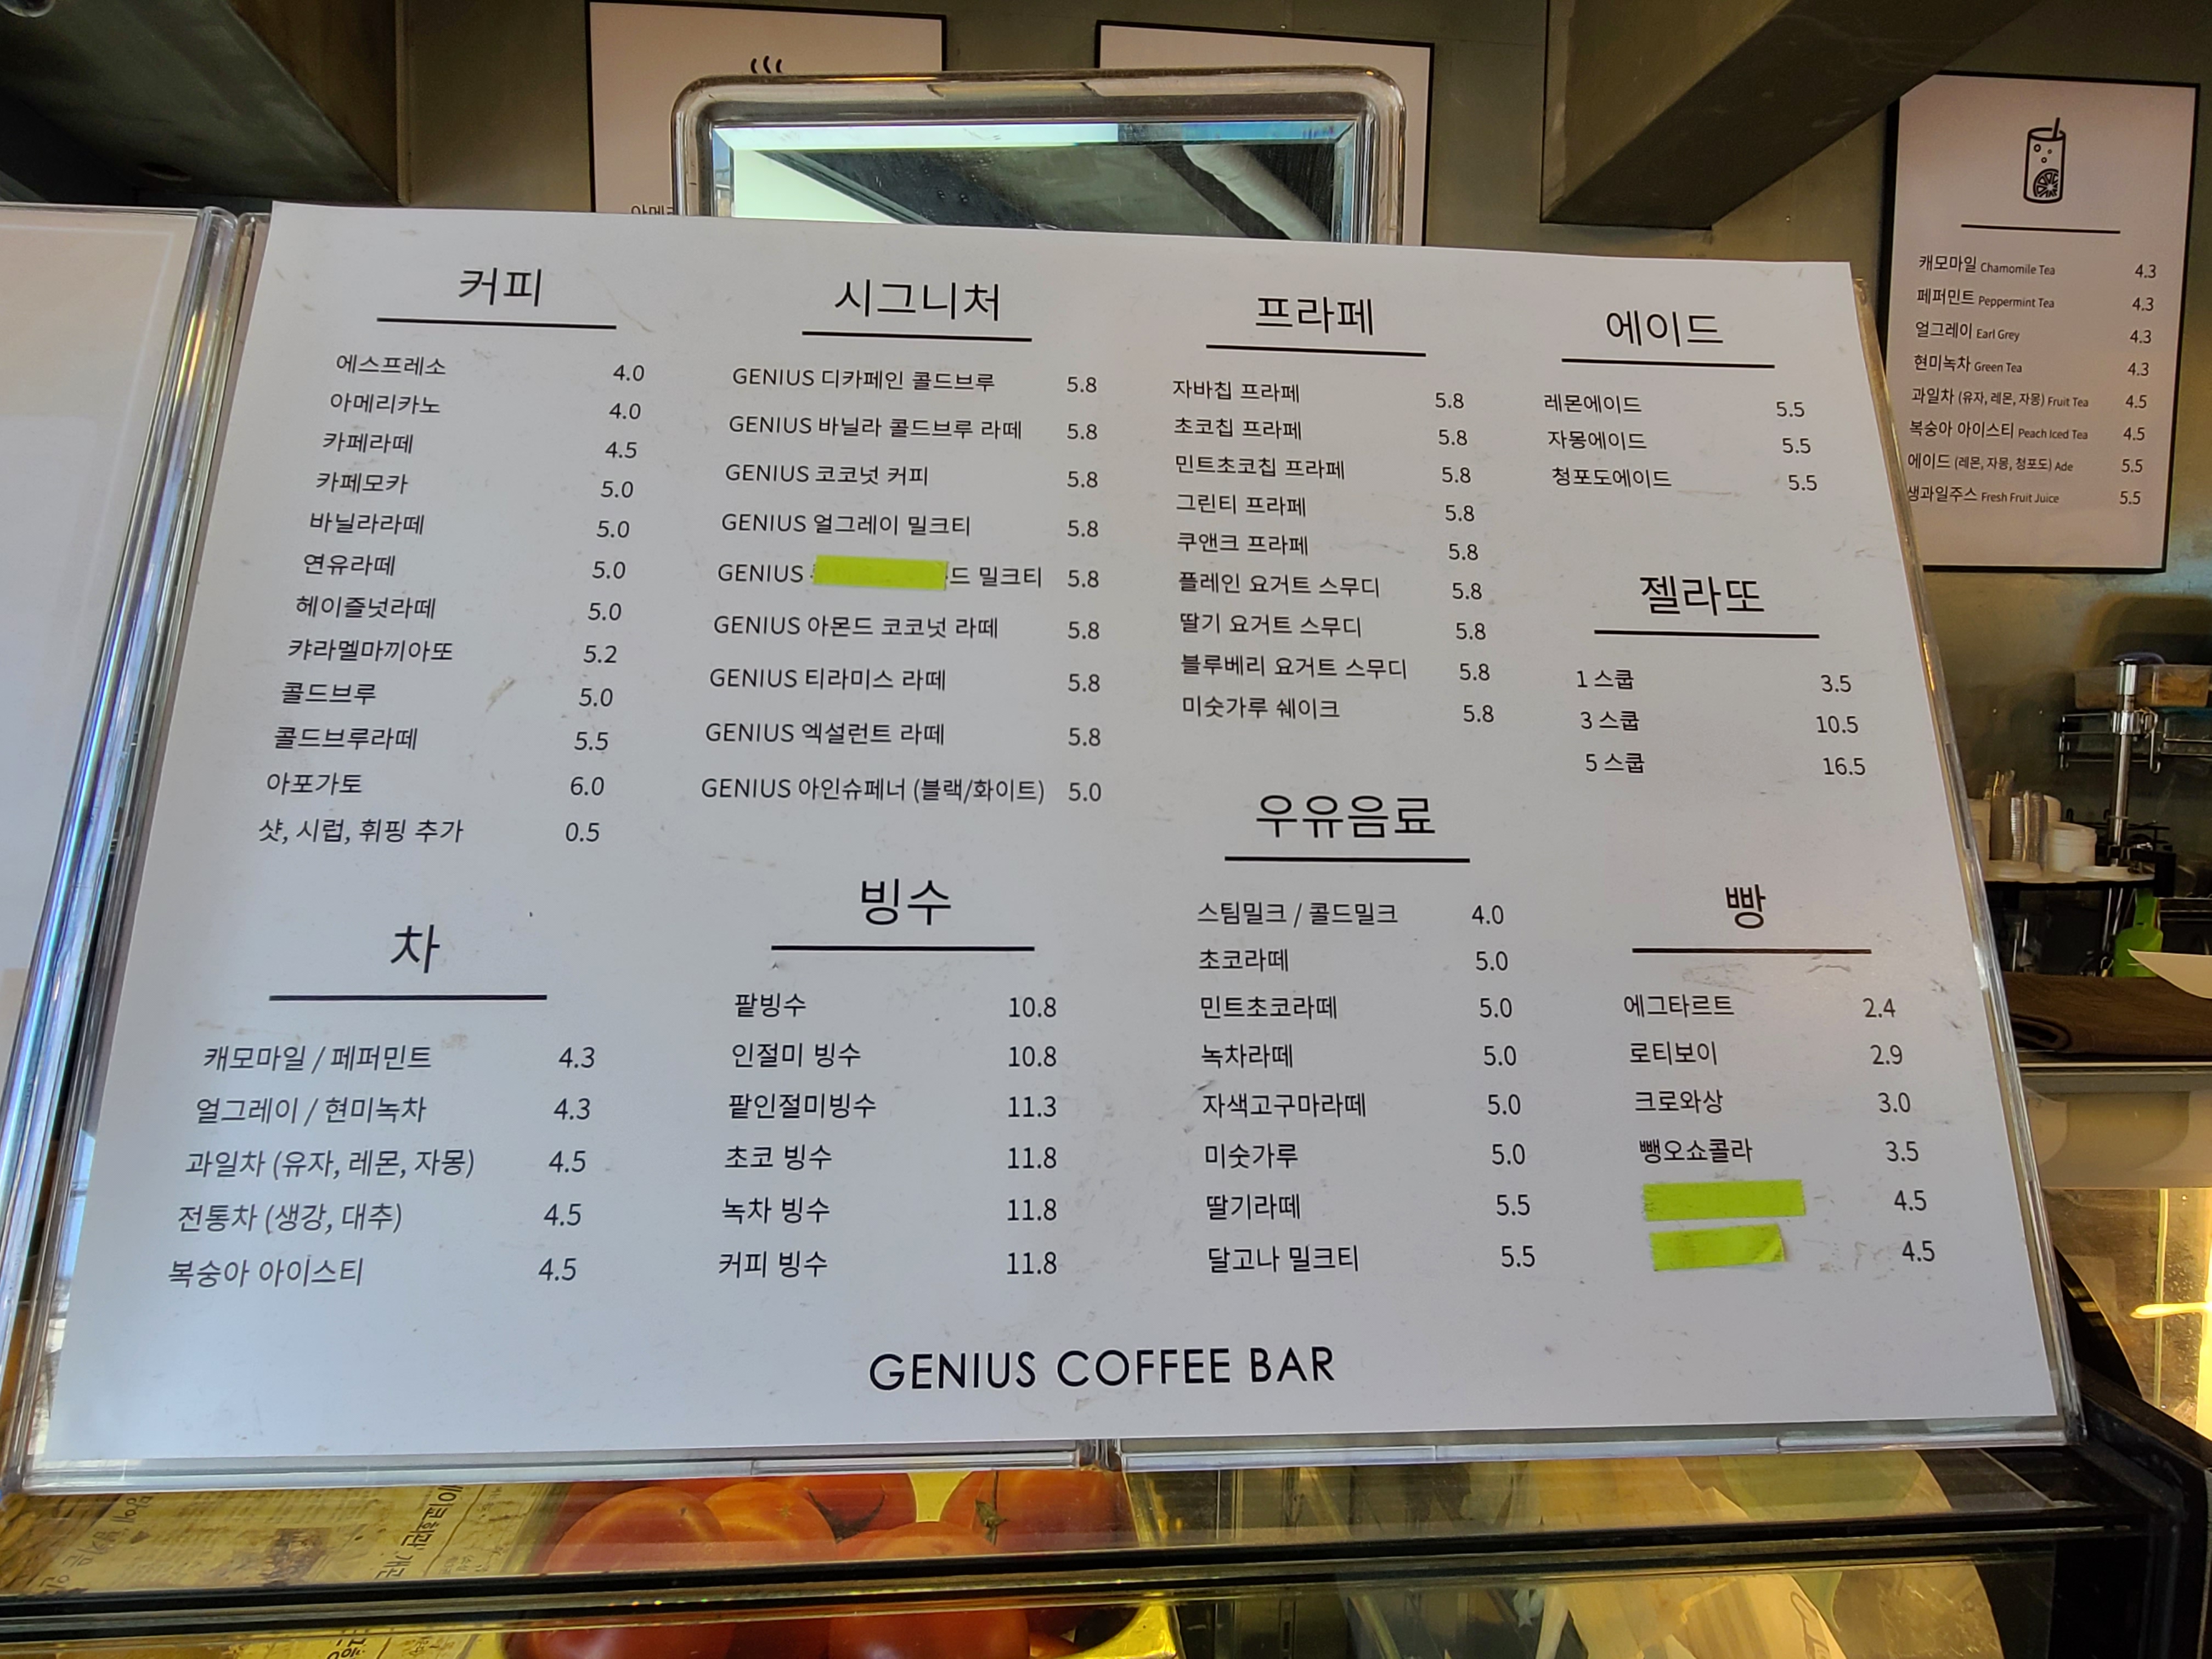 커피
에스프레소 4.0
아메리카노 4.0
카페라떼 4.5
카페모카 5.0
바닐라라떼 5.0
연유라떼 5.0
헤이즐넛라떼 5.0
캬라멜마끼아또 5.2
콜드브루 5.0
콜드브루라떼 5.5
아포가토 6.0
샷, 시럽, 휘핑 추가 0.5
차
캐모마일 / 페퍼민트 4.3
얼그레이 / 현미녹차 4.3
과일차 (유자, 레몬, 자몽) 4.5
전통차 (생강, 대추) 4.5
복숭아 아이스티 4.5
시그니처
GENIUS 디카페인 콜드브루 5.8
GENIUS 바닐라 콜드브루 라떼 5.8
GENIUS 코코넛 커피 5.8
GENIUS 얼그레이 밀크티 5.8
GENIUS 드 밀크티 5.8
GENIUS 아몬드 코코넛 라떼 5.8
GENIUS 티라미스 라떼 5.8
GENIUS 엑설런트 라떼 5.8
GENIUS 아인슈페너 (블랙/화이트) 5.0
빙수
팥빙수 10.8
인절미 빙수 10.8
팥인절미빙수 11.3
초코 빙수 11.8
녹차 빙수 11.8
커피 빙수 11.8
프라페
자바칩 프라페 5.8
초코칩 프라페 5.8
민트초코칩 프라페 5.8
그린티 프라페 5.8
쿠앤크 프라페 5.8
플레인 요거트 스무디 5.8
딸기 요거트 스무디 5.8
블루베리 요거트 스무디 5.8
미숫가루 쉐이크 5.8
우유음료
스팀밀크 / 콜드밀크 4.0
초코라떼 5.0
민트초코라떼 5.0
녹차라떼 5.0
자색고구마라떼 5.0
미숫가루 5.0
딸기라떼 5.5
달고나 밀크티 5.5
에이드
레몬에이드 5.5
자몽에이드 5.5
청포도에이드 5.5
젤라또
1 스쿱 3.5
3 스쿱 10.5
5 스쿱 16.5
빵
에그타르트 2.4
로티보이 2.9
크로와상 3.0
뺑오쇼콜라 3.5
4.5
4.5
GENIUS COFFEE BAR
캐모마일 Chamomile Tea 4.3
페퍼민트 Peppermint Tea 4.3
얼그레이 Earl Grey 4.3
현미녹차 Green Tea 4.3
과일차 (유자, 레몬, 자몽) Fruit Tea 4.5
복숭아 아이스티 Peach Iced Tea 4.5
에이드 (레몬, 자몽, 청포도) Ade 5.5
생과일주스 Fresh Fruit Juice 5.5